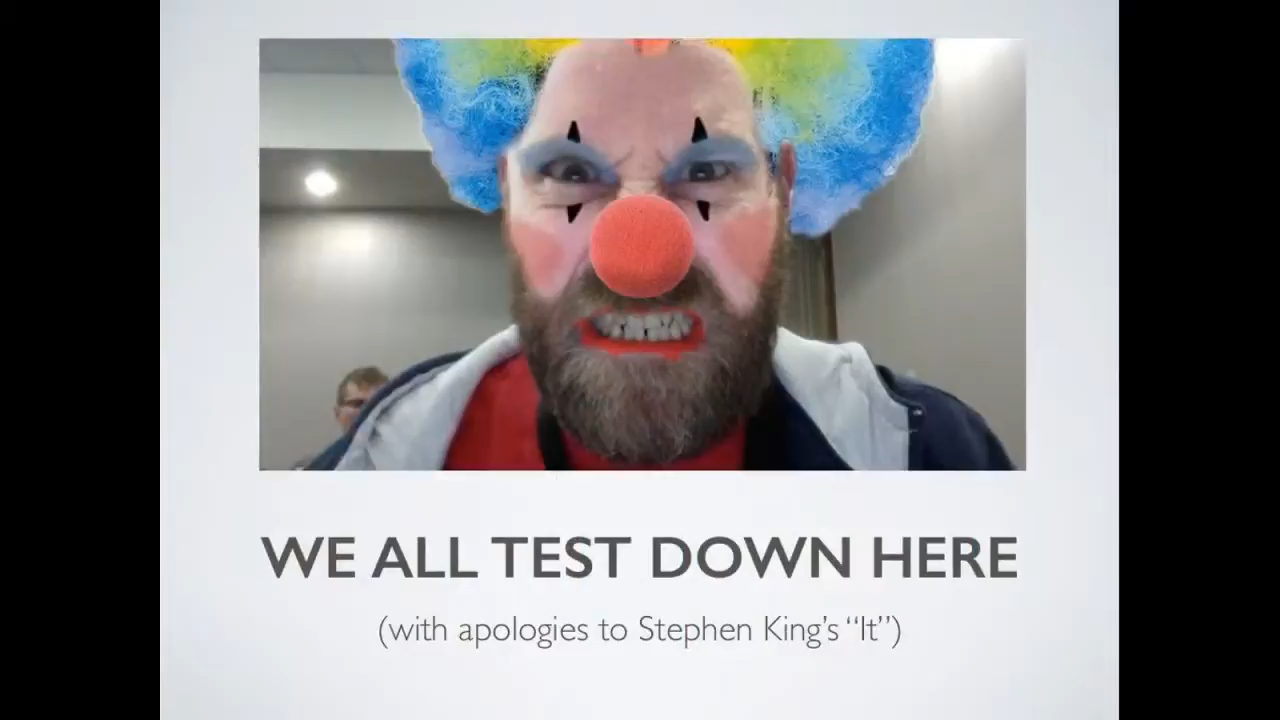 WE ALL TEST DOWN HERE
(with apologies to Stephen King’s “It”)